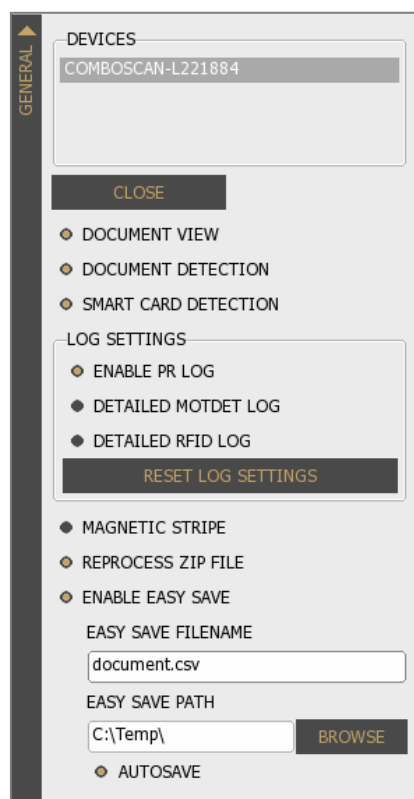 GENERAL
DEVICES
COMBOSCAN-L221884
CLOSE
DOCUMENT VIEW
DOCUMENT DETECTION
SMART CARD DETECTION
LOG SETTINGS
ENABLE PR LOG
DETAILED MOTDET LOG
DETAILED RFID LOG
RESET LOG SETTINGS
MAGNETIC STRIPE
REPROCESS ZIP FILE
ENABLE EASY SAVE
EASY SAVE FILENAME
document.csv
EASY SAVE PATH
C:\Temp\ BROWSE
AUTOSAVE